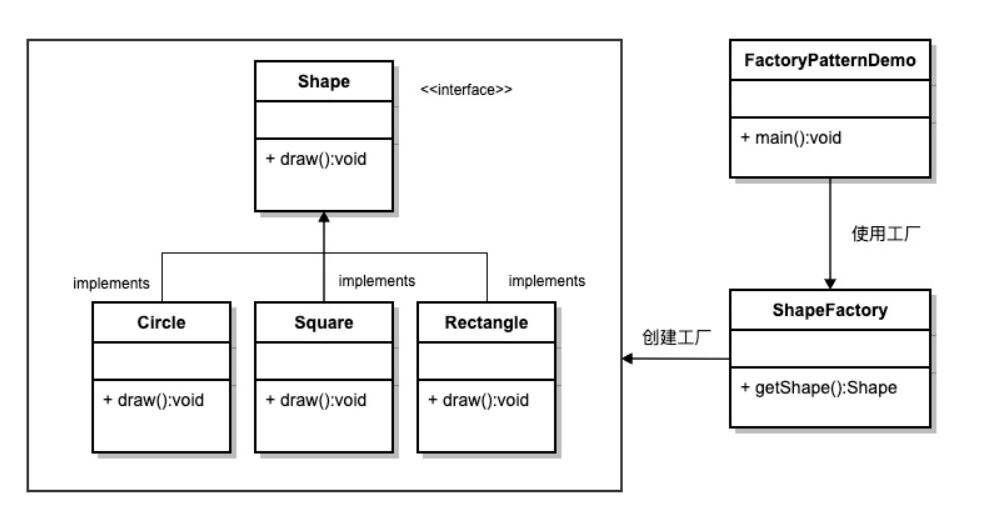 Shape
<<interface>>
+ draw():void
implements
implements
implements
Circle
+ draw():void
Square
+ draw():void
Rectangle
+ draw():void
FactoryPatternDemo
+ main():void
使用工厂
ShapeFactory
+ getShape():Shape
创建工厂